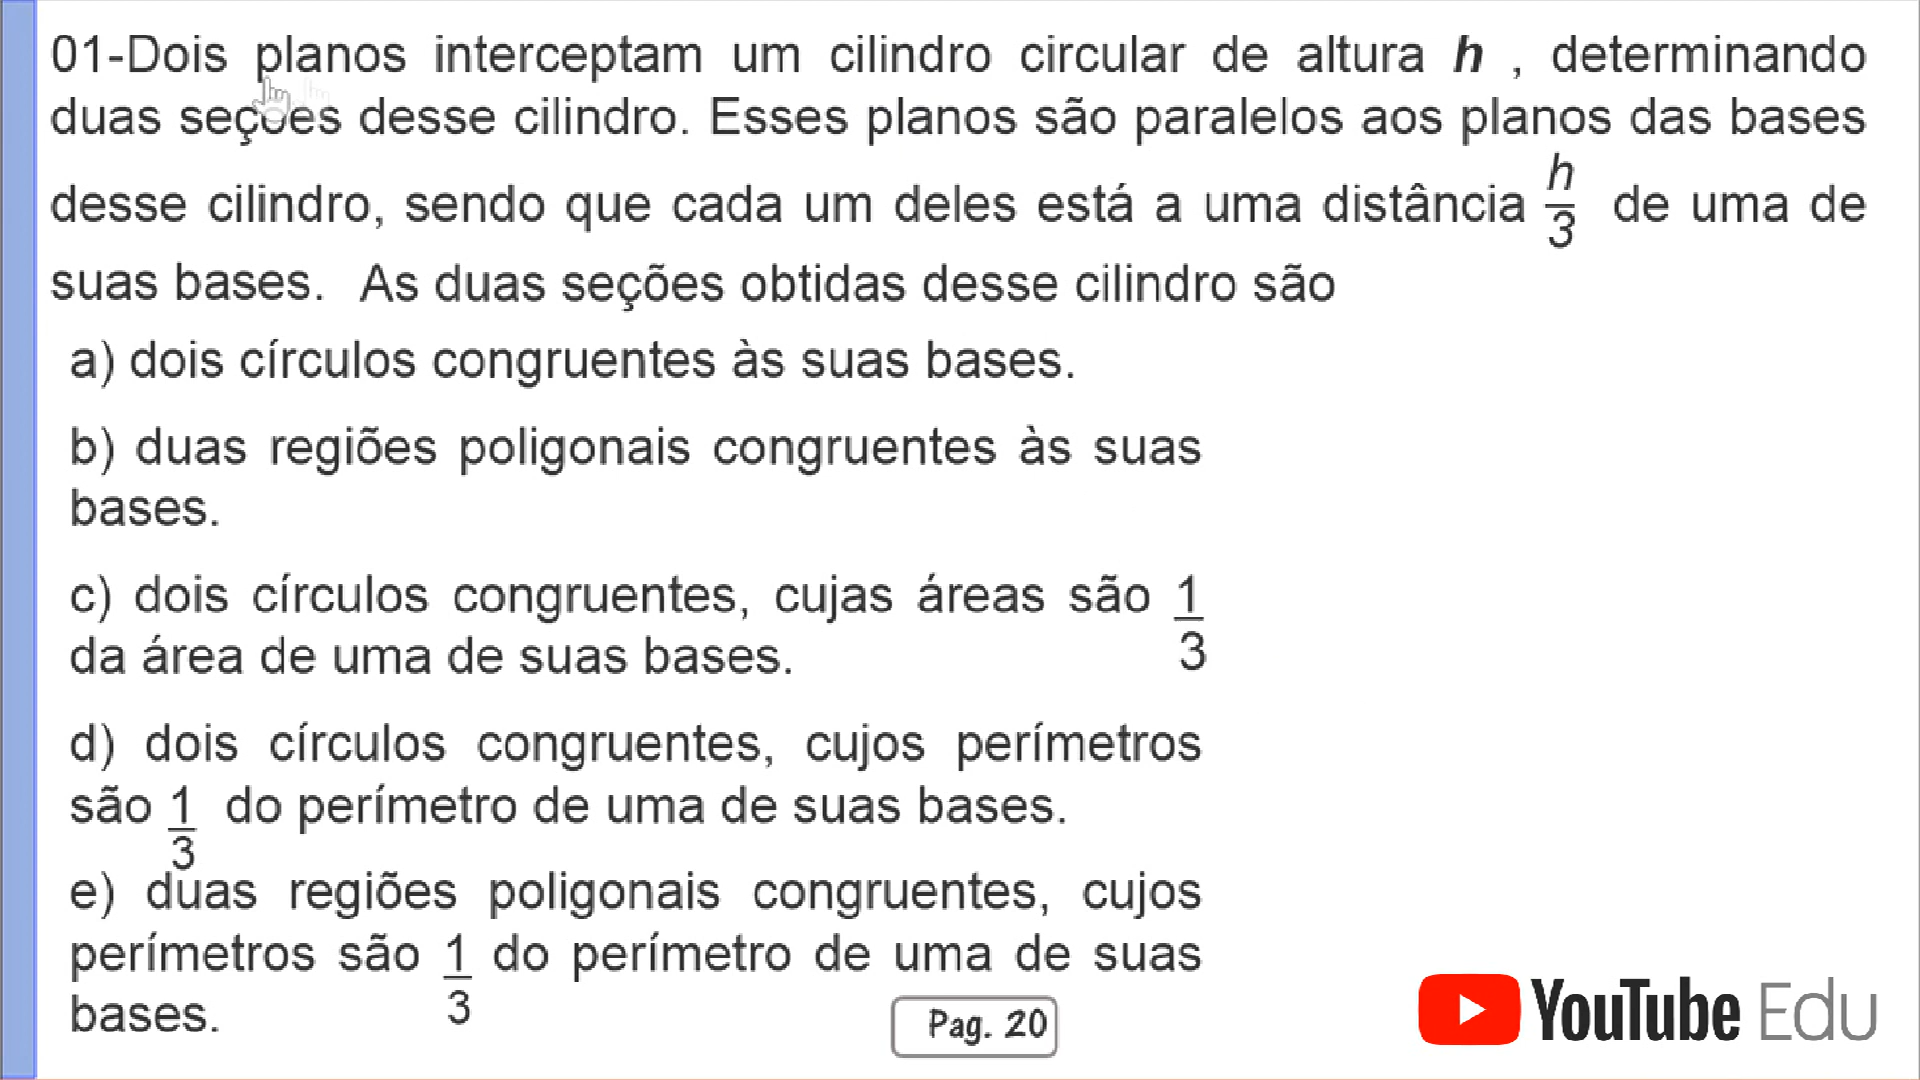 01-Dois planos interceptam um cilindro circular de altura h , determinando
duas seções desse cilindro. Esses planos são paralelos aos planos das bases
desse cilindro, sendo que cada um deles está a uma distância h/3 de uma de
suas bases. As duas seções obtidas desse cilindro são
a) dois círculos congruentes às suas bases.
b) duas regiões poligonais congruentes às suas
bases.
c) dois círculos congruentes, cujas áreas são 1/3
da área de uma de suas bases.
d) dois círculos congruentes, cujos perímetros
são 1/3 do perímetro de uma de suas bases.
e) duas regiões poligonais congruentes, cujos
perímetros são 1/3 do perímetro de uma de suas
bases.
Pag. 20
YouTube Edu